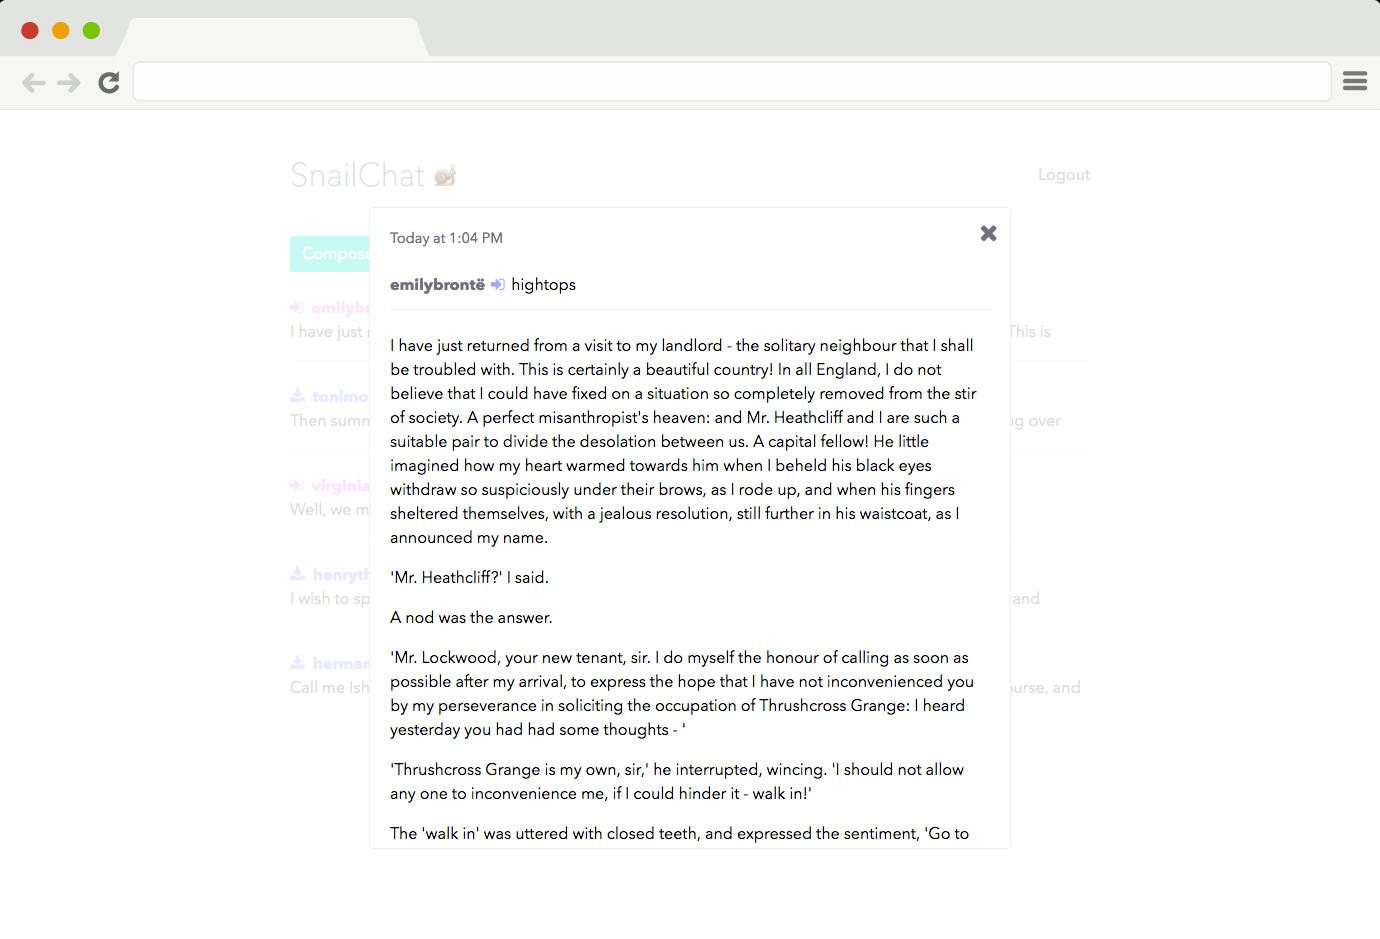 SnailChat
Logout
Today at 1:04 PM
Compose
emilybrontë hightops
I have just returned from a visit to my landlord - the solitary neighbour that I shall
be troubled with. This is certainly a beautiful country! In all England, I do not
believe that I could have fixed on a situation so completely removed from the stir
of society. A perfect misanthropist's heaven: and Mr. Heathcliff and I are such a
suitable pair to divide the desolation between us. A capital fellow! He little
imagined how my heart warmed towards him when I beheld his black eyes
withdraw so suspiciously under their brows, as I rode up, and when his fingers
sheltered themselves, with a jealous resolution, still further in his waistcoat, as I
announced my name.
'Mr. Heathcliff?' I said.
A nod was the answer.
'Mr. Lockwood, your new tenant, sir. I do myself the honour of calling as soon as
possible after my arrival, to express the hope that I have not inconvenienced you
by my perseverance in soliciting the occupation of Thrushcross Grange: I heard
yesterday you had had some thoughts - '
'Thrushcross Grange is my own, sir,' he interrupted, wincing. 'I should not allow
any one to inconvenience me, if I could hinder it - walk in!'
The 'walk in' was uttered with closed teeth, and expressed the sentiment, 'Go to
emilybr
I have just
This is
tonimo
Then sum
ng over
virginia
Well, we m
henryth
I wish to sp
and
herman
Call me Ish
urse, and